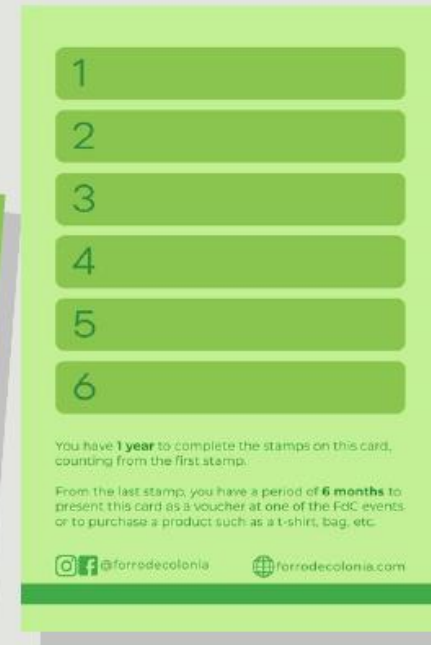 1
2
3
4
5
6
You have 1 year to complete the stamps on this card,
counting from the first stamp.
From the last stamp, you have a period of 6 months to
present this card as a voucher at one of the FdC events
or to purchase a product such as a t-shirt, bag, etc.
@forrodecolonia forrodecolonia.com